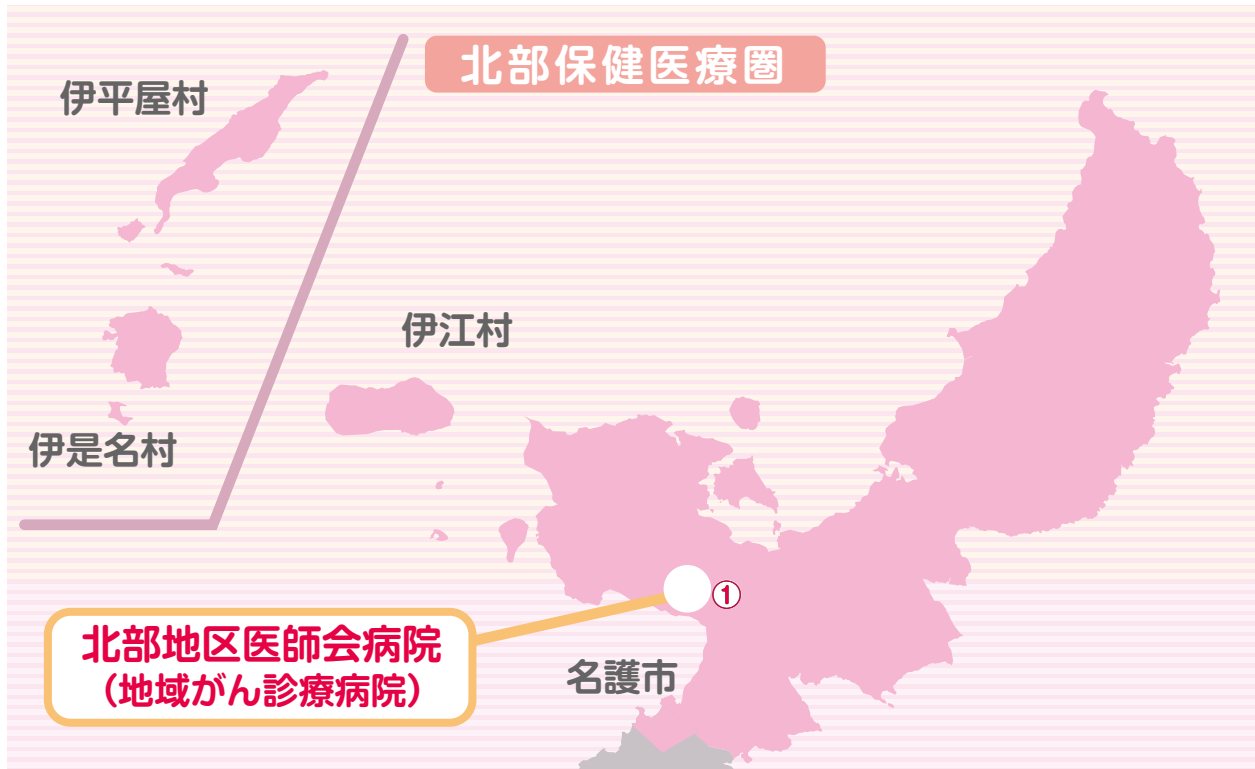 北部保健医療圏
伊平屋村
伊江村
伊是名村
①
北部地区医師会病院
（地域がん診療病院）
名護市